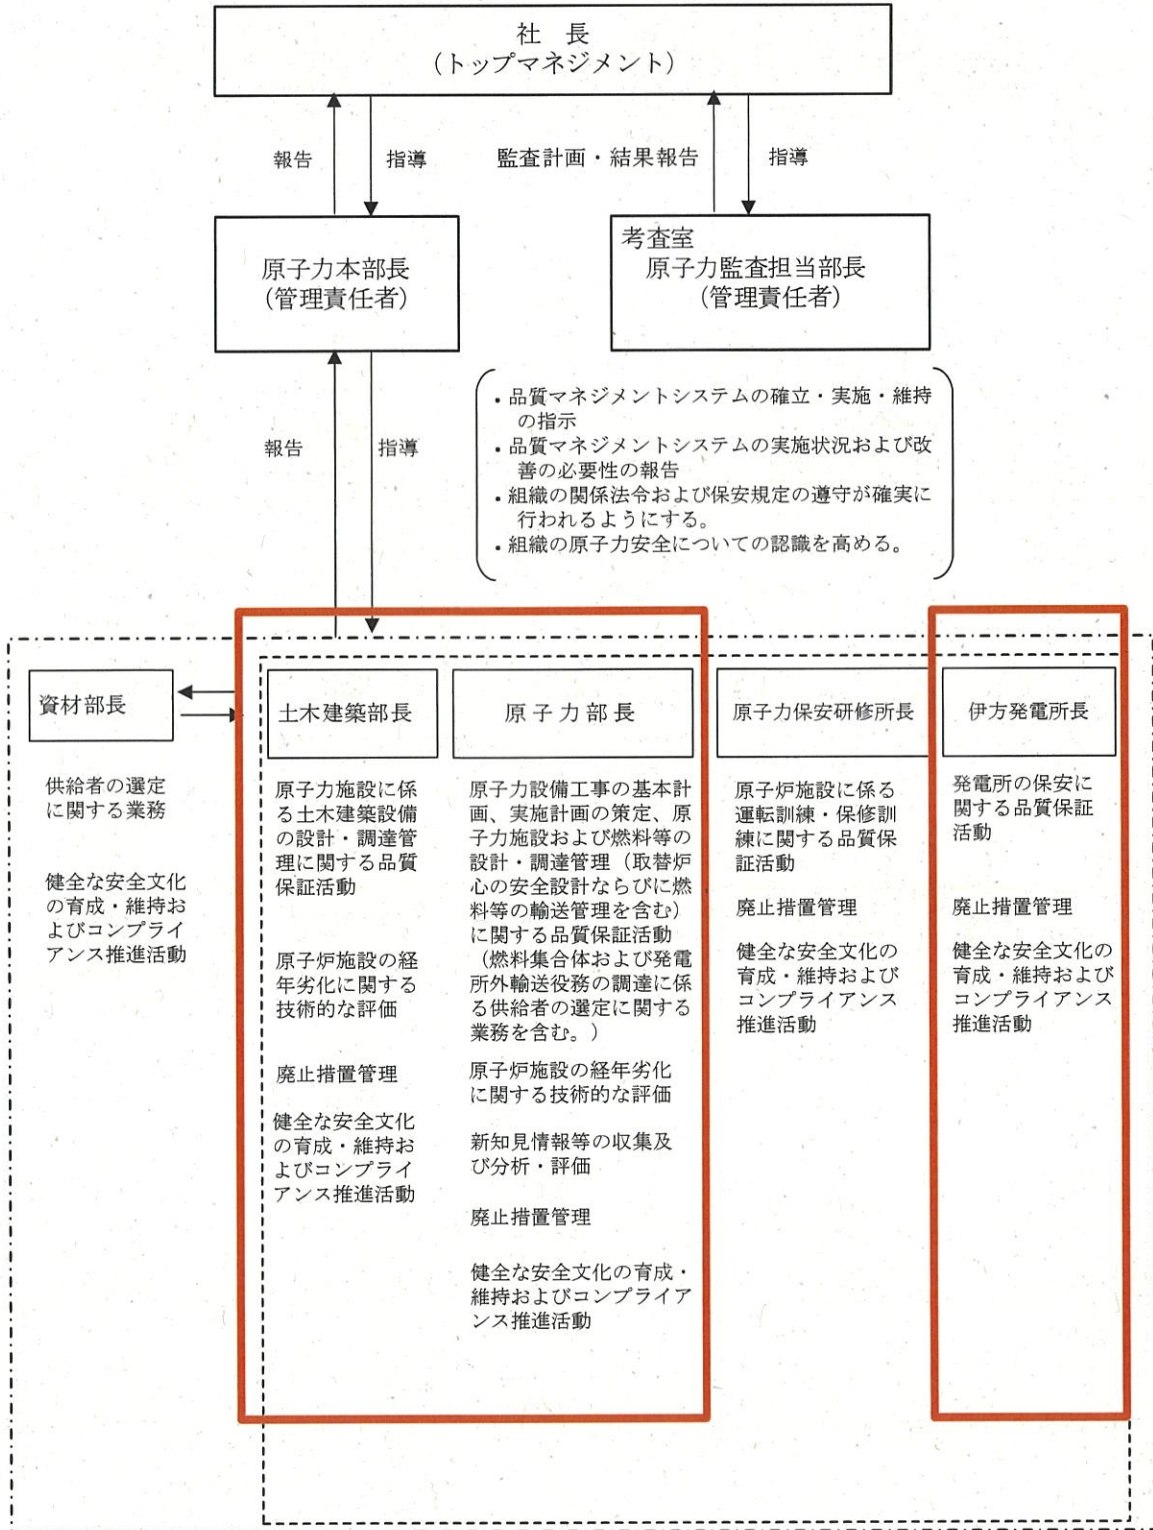 社 長
(トップマネジメント)
報告
指導
監査計画・結果報告
指導
原子力本部長
(管理責任者)
考査室
原子力監査担当部長
(管理責任者)
・品質マネジメントシステムの確立・実施・維持
の指示
・品質マネジメントシステムの実施状況および改
善の必要性の報告
・組織の関係法令および保安規定の遵守が確実に
行われるようにする。
・組織の原子力安全についての認識を高める。
報告
指導
資材部長
供給者の選定
に関する業務
健全な安全文化
の育成・維持お
よびコンプライ
アンス推進活動
土木建築部長
原子力施設に係
る土木建築設備
の設計・調達管
理に関する品質
保証活動
原子炉施設の経
年劣化に関する
技術的な評価
廃止措置管理
健全な安全文化
の育成・維持お
よびコンプライ
アンス推進活動
原子力部長
原子力設備工事の基本計
画、実施計画の策定、原
子力施設および燃料等の
設計・調達管理（取替炉
心の安全設計ならびに燃
料等の輸送管理を含む）
に関する品質保証活動
（燃料集合体および発電
所外輸送役務の調達に係
る供給者の選定に関する
業務を含む。）
原子炉施設の経年劣化
に関する技術的な評価
新知見情報等の収集及
び分析・評価
廃止措置管理
健全な安全文化の育成・
維持およびコンプライア
ンス推進活動
原子力保安研修所長
原子炉施設に係る
運転訓練・保修訓
練に関する品質保
証活動
廃止措置管理
健全な安全文化の
育成・維持および
コンプライアンス
推進活動
伊方発電所長
発電所の保安に
関する品質保証
活動
廃止措置管理
健全な安全文化の
育成・維持および
コンプライアンス
推進活動